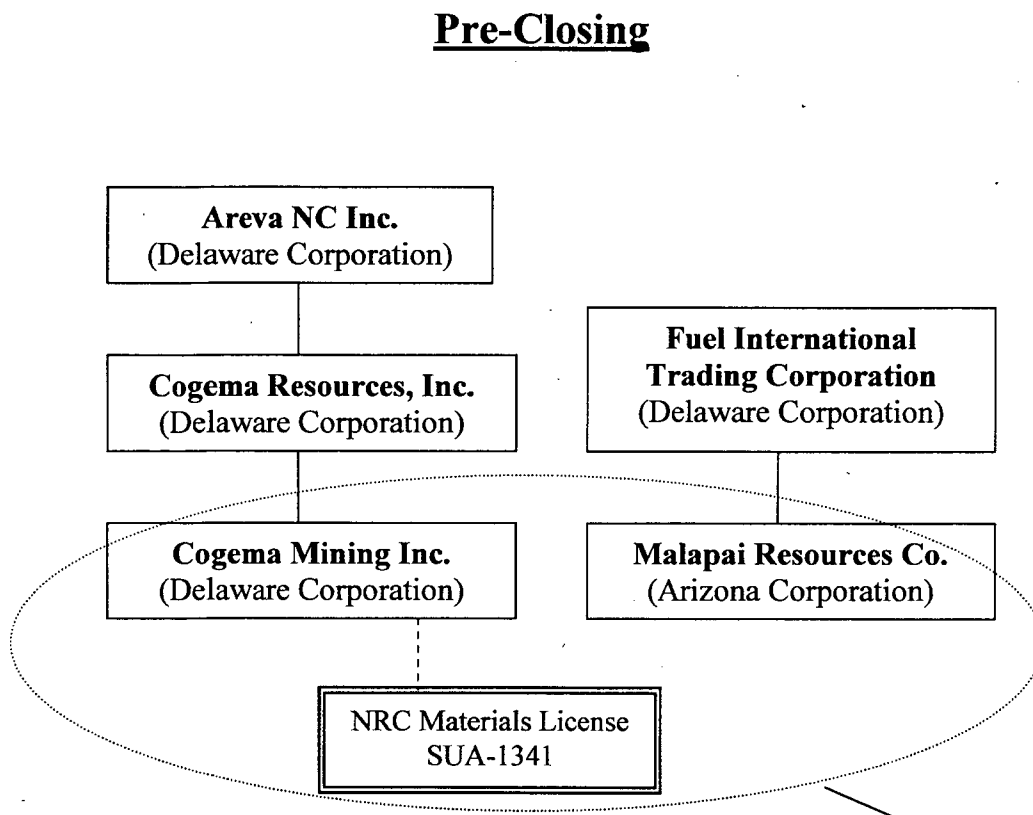 Pre-Closing
Areva NC Inc.
(Delaware Corporation)
Cogema Resources, Inc.
(Delaware Corporation)
Fuel International
Trading Corporation
(Delaware Corporation)
Cogema Mining Inc.
(Delaware Corporation)
Malapai Resources Co.
(Arizona Corporation)
NRC Materials License
SUA-1341